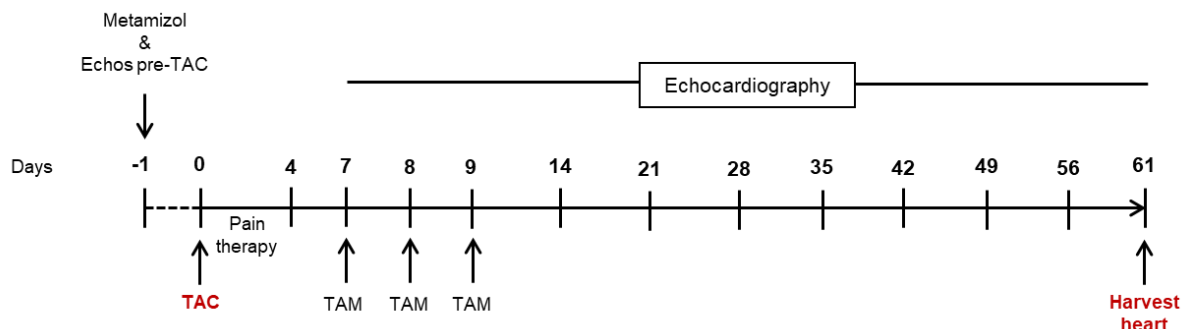 Metamizol
&
Echos pre-TAC
Echocardiography
Days -1 0 4 7 8 9 14 21 28 35 42 49 56 61
Pain
therapy
TAC TAM TAM TAM Harvest
heart